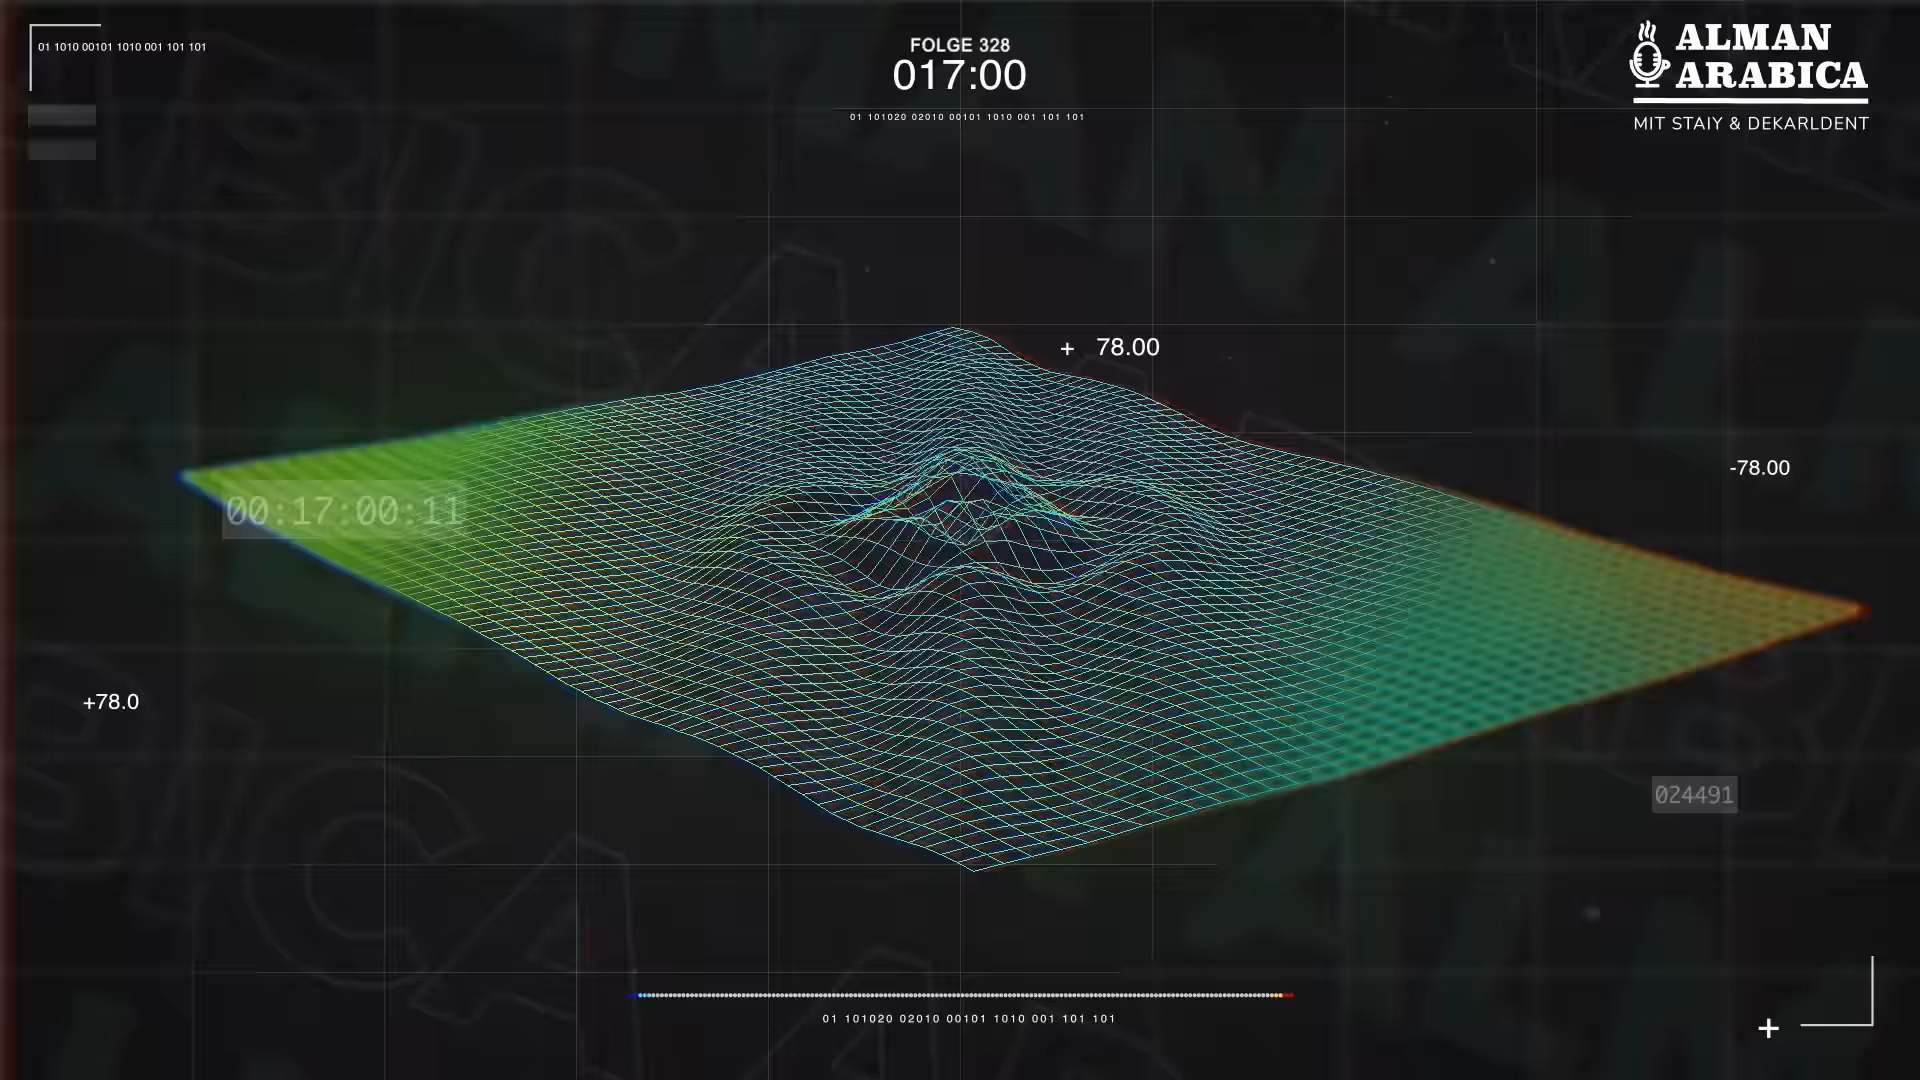 01 1010 00101 1010 001 101 101
FOLGE 328
017:00
01 101020 02010 00101 1010 001 101 101
ALMAN
ARABICA
MIT STAIY & DEKARLDENT
+ 78.00
-78.00
00:17:00:11
+78.0
024491
01 101020 02010 00101 1010 001 101 101
+